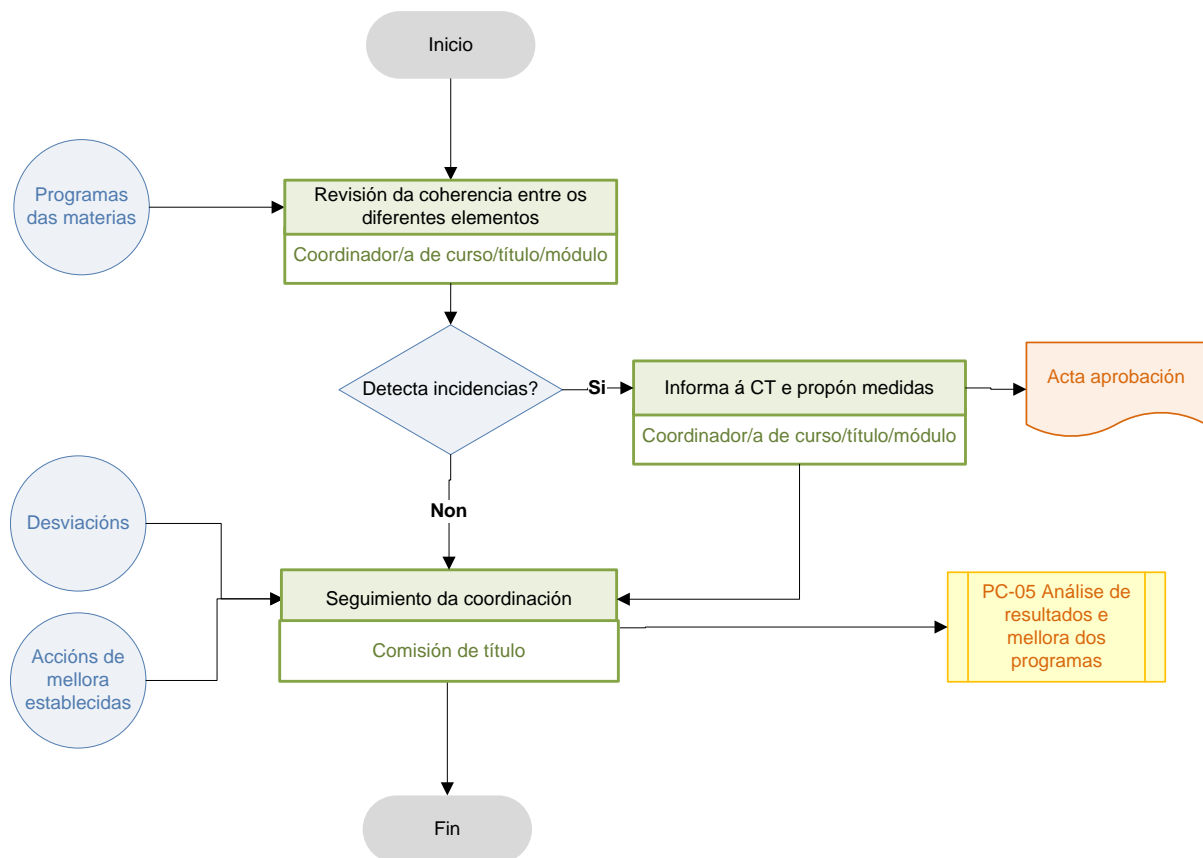 Inicio
Programas
das materias
Revisión da coherencia entre os
diferentes elementos
Coordinador/a de curso/título/módulo
Detecta incidencias?
Si
Informa á CT e propón medidas
Coordinador/a de curso/título/módulo
Acta aprobación
Non
Desviacións
Seguimiento da coordinación
Comisión de título
PC-05 Análise de
resultados e
mellora dos
programas
Accións de
mellora
establecidas
Fin